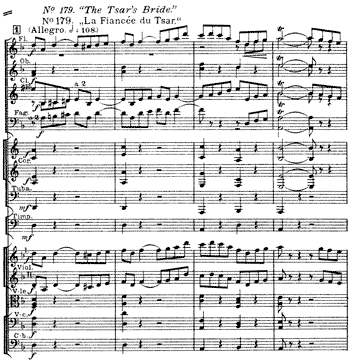 Nº 179. "The Tsar's Bride."
Nº 179. „La Fiancée du Tsar."
1 (Allegro. = 108.)
Fl.
Ob.
Cl.
a 2
Fag.
f
Cor.
Tuba.
mf
Timp.
mf
Viol.
V-le
V-c.
C-b.
mf